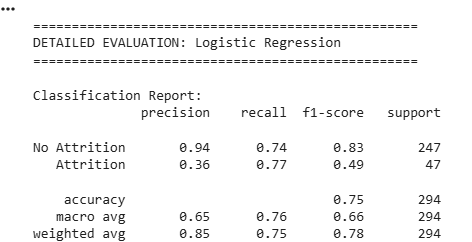 ==================================================
DETAILED EVALUATION: Logistic Regression
==================================================
Classification Report:
precision recall f1-score support
No Attrition 0.94 0.74 0.83 247
Attrition 0.36 0.77 0.49 47
accuracy 0.75 294
macro avg 0.65 0.76 0.66 294
weighted avg 0.85 0.75 0.78 294